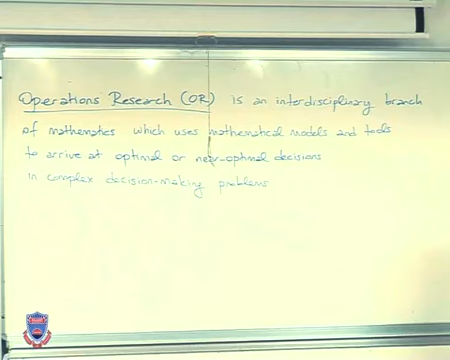 Operations Research (OR) is an interdisciplinary branch
of mathematics which uses mathematical models and tools
to arrive at optimal or near-optimal decisions
in complex decision-making problems